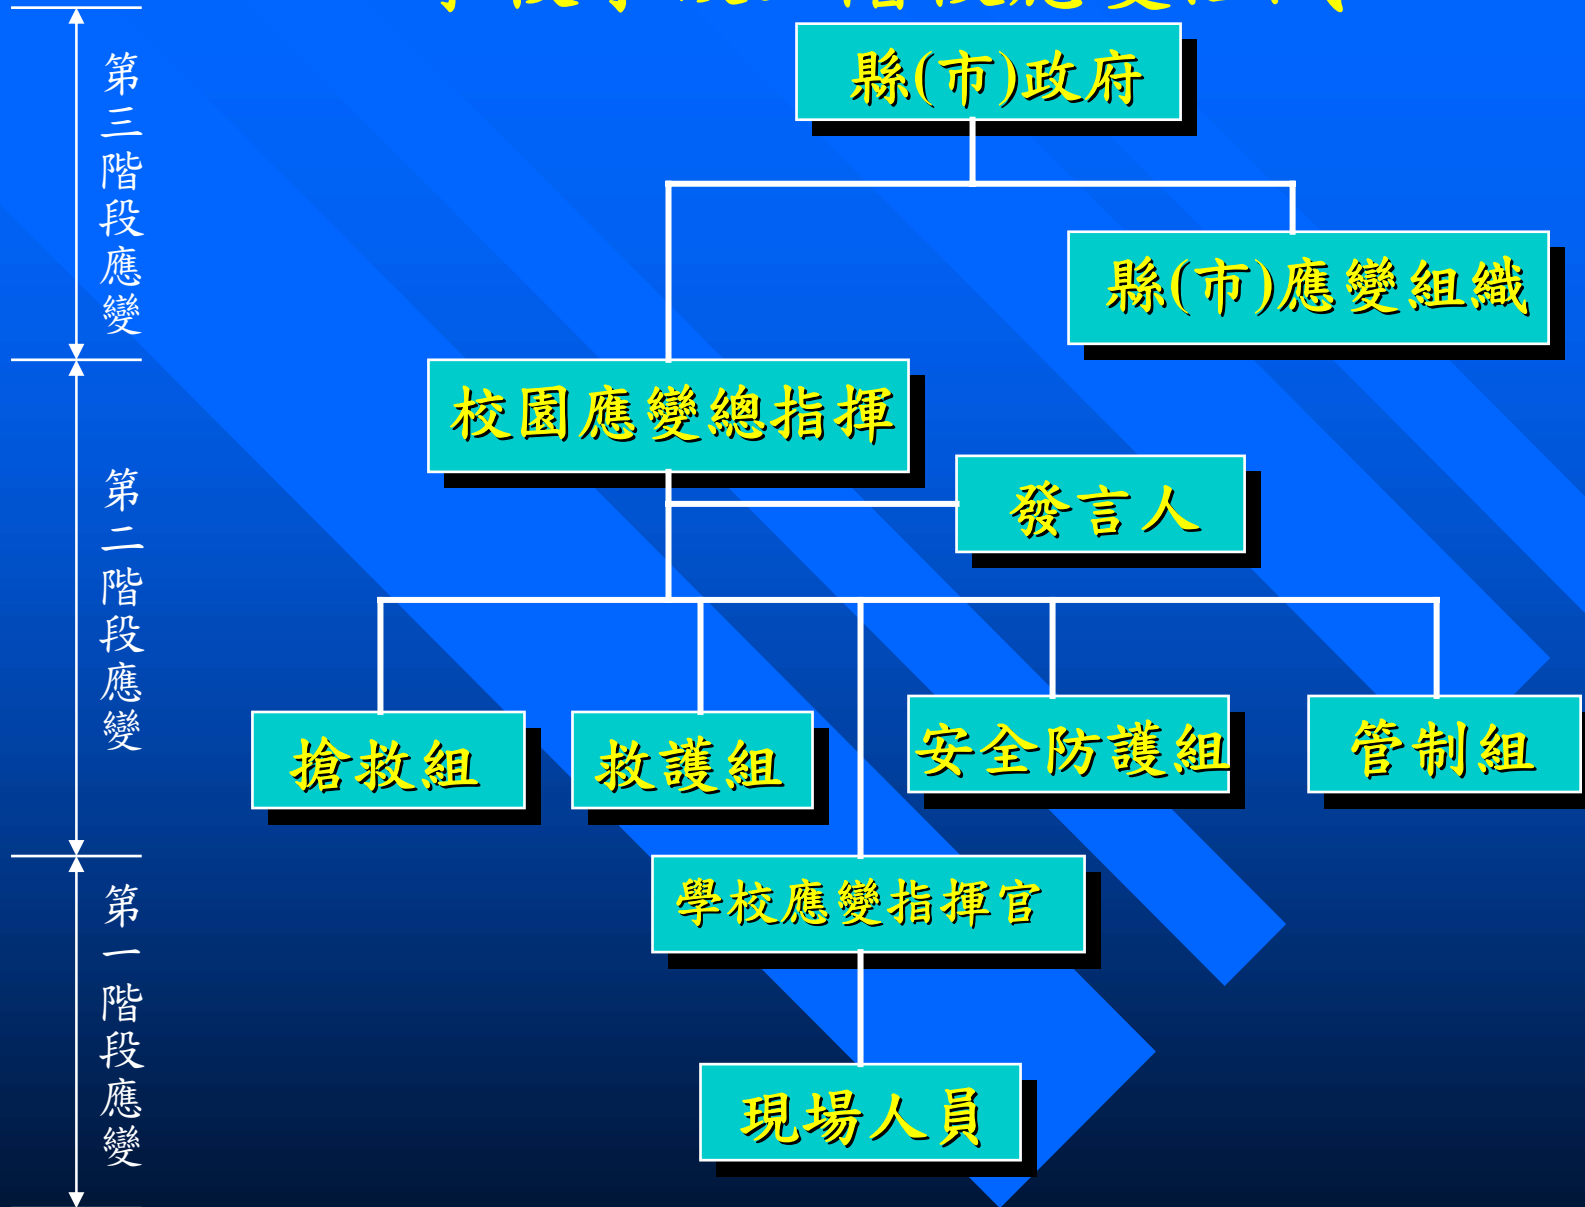 縣(市)政府
第三階段應變
縣(市)應變組織
校園應變總指揮
發言人
第二階段應變
搶救組
救護組
安全防護組
管制組
學校應變指揮官
第一階段應變
現場人員